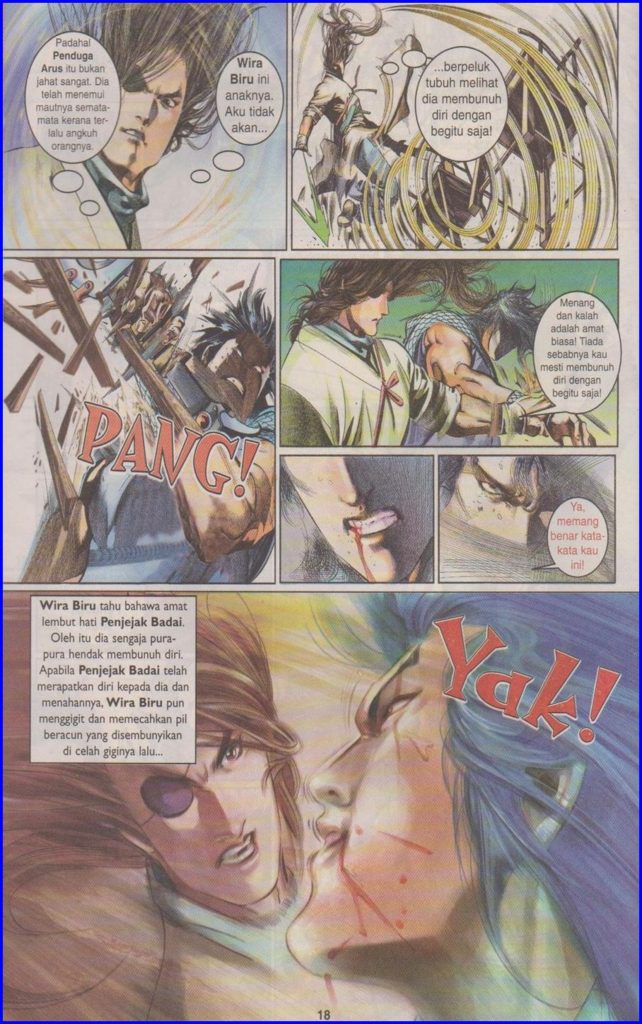 Padahal
Penduga
Arus itu bukan
jahat sangat. Dia
telah menemui
mautnya semata-
mata kerana ter-
lalu angkuh
orangnya.
Wira
Biru ini
anaknya.
Aku tidak
akan...
...berpeluk
tubuh melihat
dia membunuh
diri dengan
begitu saja!
PANG!
Menang
dan kalah
adalah amat
biasa! Tiada
sebabnya kau
mesti membunuh
diri dengan
begitu saja!
Ya,
memang
benar kata-
kata kau
ini!
Wira Biru tahu bahawa amat
lembut hati Penjejak Badai.
Oleh itu dia sengaja pura-
pura hendak membunuh diri.
Apabila Penjejak Badai telah
merapatkan diri kepada dia dan
menahannya, Wira Biru pun
menggigit dan memecahkan pil
beracun yang disembunyikan
di celah giginya lalu...
Yak!
18